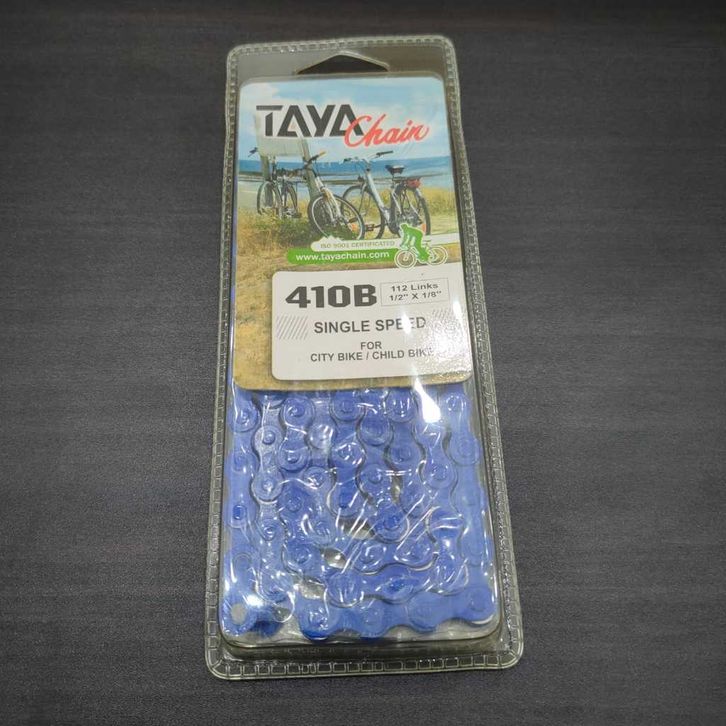 TAYA Chain
ISO 9001 CERTIFICATED
www.tayachain.com
410B
112 Links
1/2" X 1/8"
SINGLE SPEED
FOR
CITY BIKE / CHILD BIKE